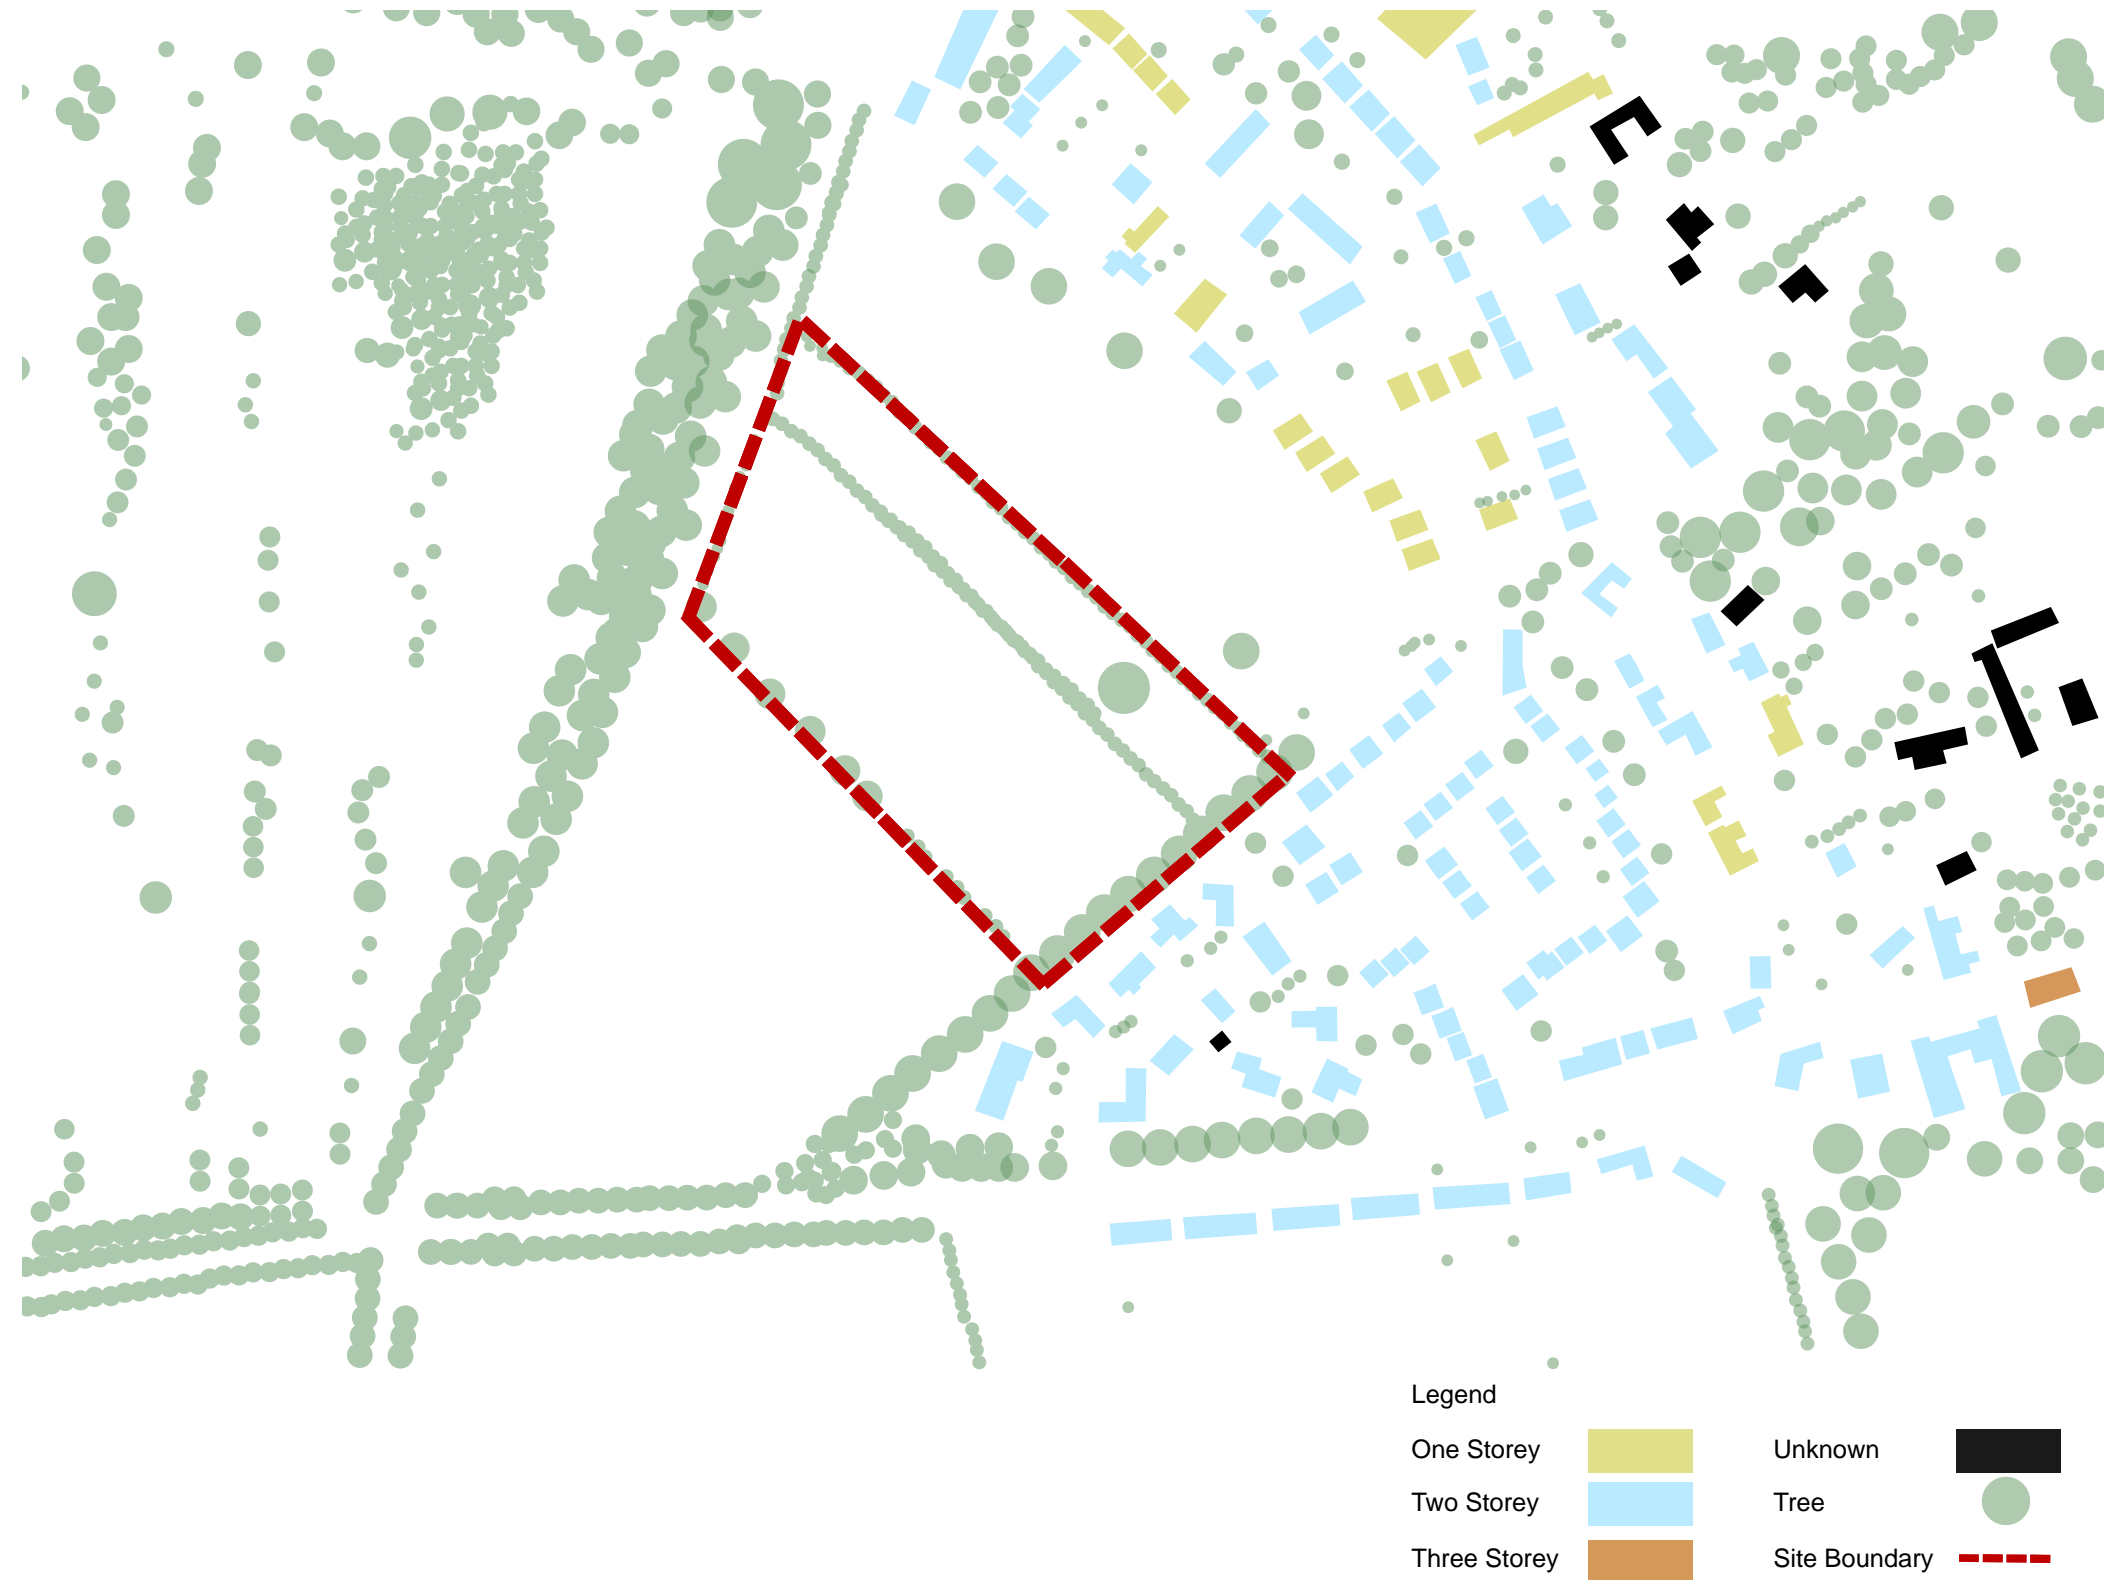 Legend
One Storey
Unknown
Two Storey
Tree
Three Storey
Site Boundary